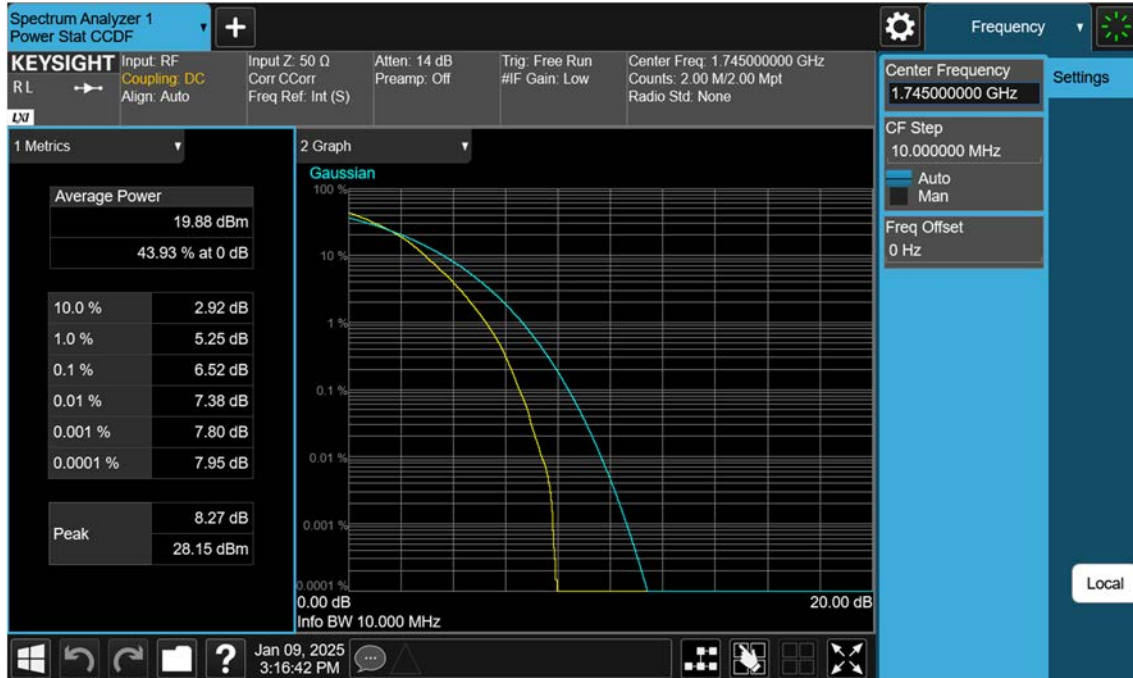 Spectrum Analyzer 1
Power Stat CCDF
Frequency
KEYSIGHT
R L
LXI
Input: RF
Coupling: DC
Align: Auto
Input Z: 50 Ω
Corr CCorr
Freq Ref: Int (S)
Atten: 14 dB
Preamp: Off
Trig: Free Run
#IF Gain: Low
Center Freq: 1.745000000 GHz
Counts: 2.00 M/2.00 Mpt
Radio Std: None
Center Frequency
1.745000000 GHz
Settings
CF Step
10.000000 MHz
Auto
Man
Freq Offset
0 Hz
Local
1 Metrics
Average Power
19.88 dBm
43.93 % at 0 dB
10.0 % 2.92 dB
1.0 % 5.25 dB
0.1 % 6.52 dB
0.01 % 7.38 dB
0.001 % 7.80 dB
0.0001 % 7.95 dB
Peak
8.27 dB
28.15 dBm
2 Graph
Gaussian
100 %
10 %
1 %
0.1 %
0.01 %
0.001 %
0.0001 %
0.00 dB 20.00 dB
Info BW 10.000 MHz
?
Jan 09, 2025
3:16:42 PM